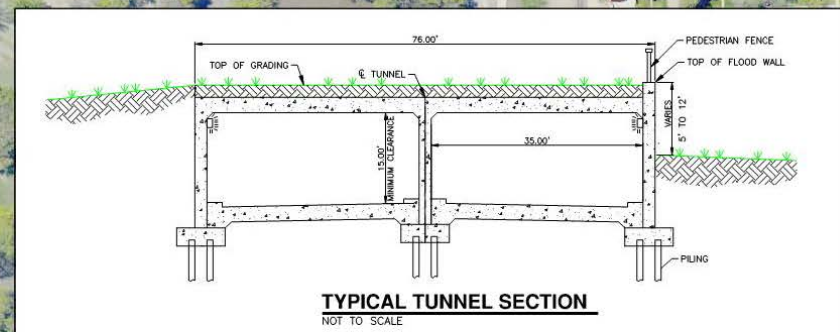 76.00'
PEDESTRIAN FENCE
TOP OF GRADING
℄ TUNNEL
TOP OF FLOOD WALL
VARIES
5' TO 12'
15.00'
MINIMUM CLEARANCE
35.00'
PILING
TYPICAL TUNNEL SECTION
NOT TO SCALE